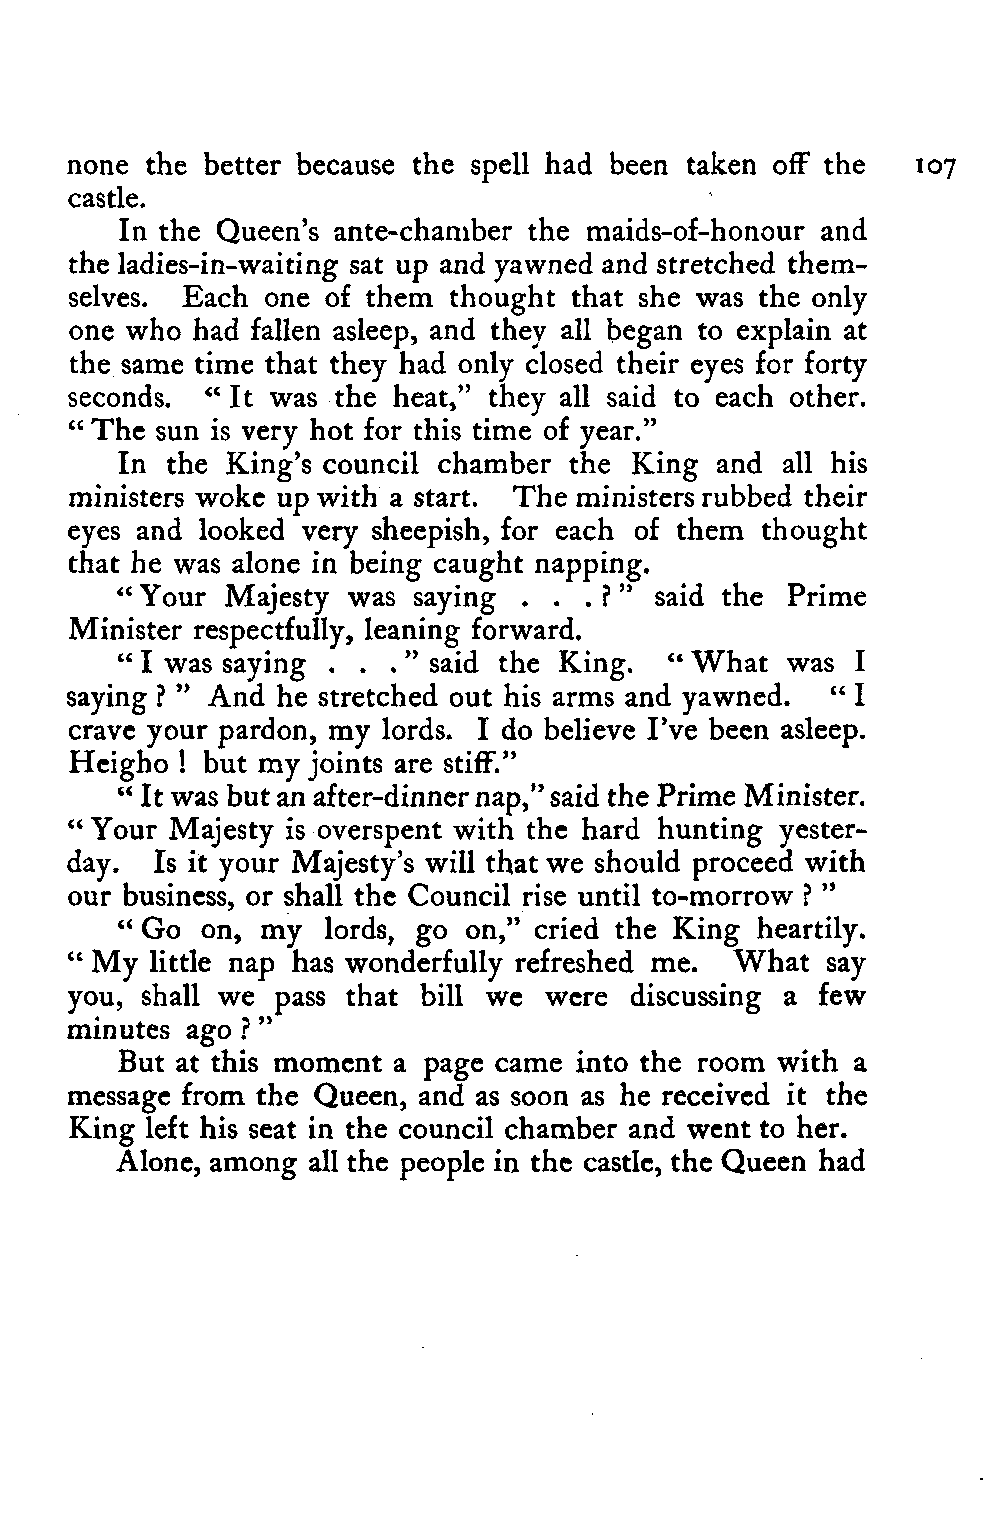 none the better because the spell had been taken off the 107
castle.
In the Queen's ante-chamber the maids-of-honour and
the ladies-in-waiting sat up and yawned and stretched them-
selves. Each one of them thought that she was the only
one who had fallen asleep, and they all began to explain at
the same time that they had only closed their eyes for forty
seconds. “ It was the heat,” they all said to each other.
“ The sun is very hot for this time of year.”
In the King's council chamber the King and all his
ministers woke up with a start. The ministers rubbed their
eyes and looked very sheepish, for each of them thought
that he was alone in being caught napping.
“ Your Majesty was saying . . . ? ” said the Prime
Minister respectfully, leaning forward.
“ I was saying . . . ” said the King. “ What was I
saying ? ” And he stretched out his arms and yawned. “ I
crave your pardon, my lords. I do believe I've been asleep.
Heigho ! but my joints are stiff.”
“ It was but an after-dinner nap,” said the Prime Minister.
“ Your Majesty is overspent with the hard hunting yester-
day. Is it your Majesty's will that we should proceed with
our business, or shall the Council rise until to-morrow ? ”
“ Go on, my lords, go on,” cried the King heartily.
“ My little nap has wonderfully refreshed me. What say
you, shall we pass that bill we were discussing a few
minutes ago ? ”
But at this moment a page came into the room with a
message from the Queen, and as soon as he received it the
King left his seat in the council chamber and went to her.
Alone, among all the people in the castle, the Queen had